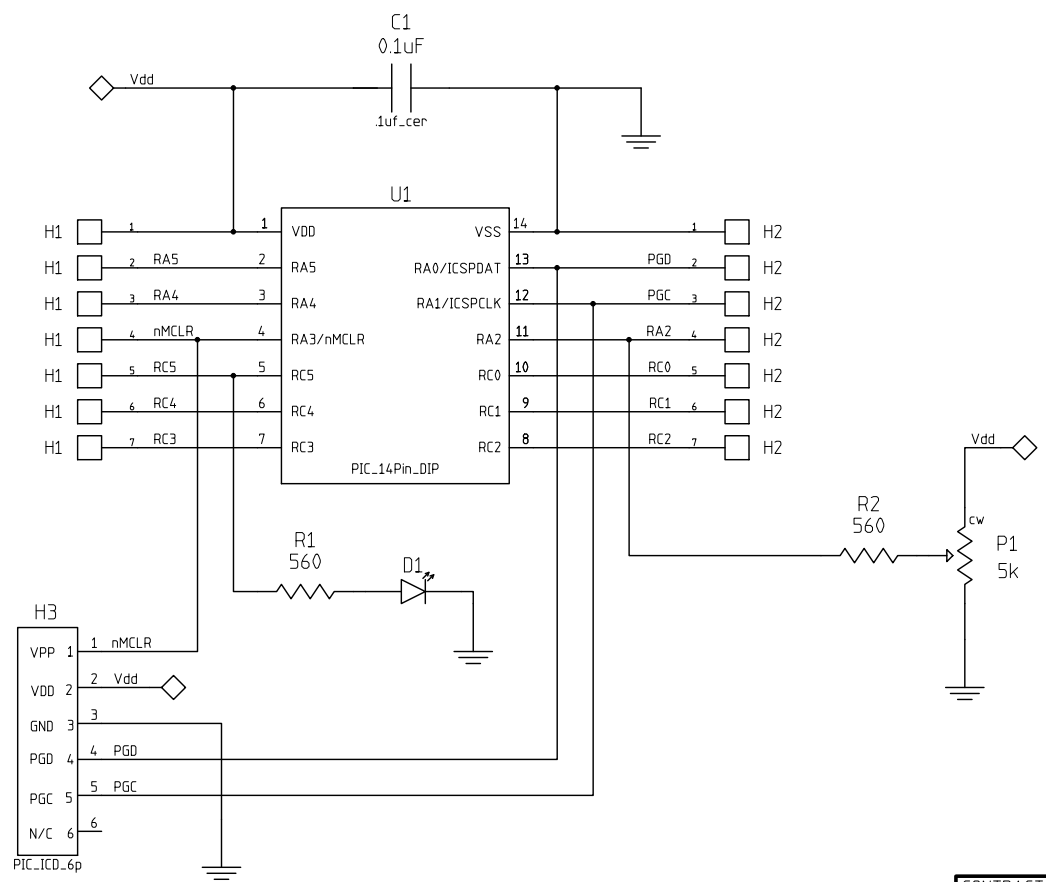 C1
0.1uF
Vdd
.1uf_cer
U1
H1 1 1 VDD VSS 14 1 H2
H1 2 RA5 2 RA5 RA0/ICSPDAT 13 PGD 2 H2
H1 3 RA4 3 RA4 RA1/ICSPCLK 12 PGC 3 H2
H1 4 nMCLR 4 RA3/nMCLR RA2 11 RA2 4 H2
H1 5 RC5 5 RC5 RC0 10 RC0 5 H2
H1 6 RC4 6 RC4 RC1 9 RC1 6 H2
H1 7 RC3 7 RC3 RC2 8 RC2 7 H2
PIC_14Pin_DIP
Vdd
R2
560
CW
P1
5k
R1
560
D1
H3
VPP 1 1 nMCLR
VDD 2 2 Vdd
GND 3 3
PGD 4 4 PGD
PGC 5 5 PGC
N/C 6 6
PIC_ICD_6p